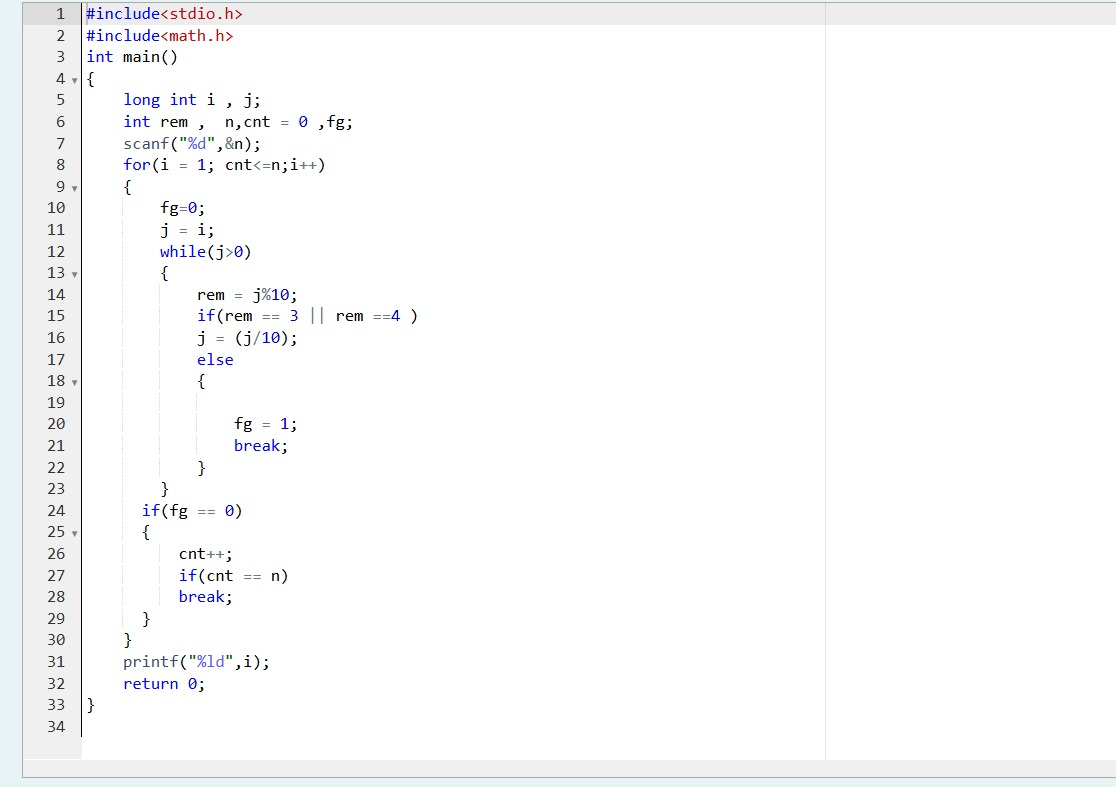 1 #include<stdio.h>
2 #include<math.h>
3 int main()
4 {
5 long int i , j;
6 int rem ,  n,cnt = 0 ,fg;
7 scanf("%d",&n);
8 for(i = 1; cnt<=n;i++)
9 {
10 fg=0;
11 j = i;
12 while(j>0)
13 {
14 rem = j%10;
15 if(rem == 3 || rem ==4 )
16 j = (j/10);
17 else
18 {
19
20 fg = 1;
21 break;
22 }
23 }
24 if(fg == 0)
25 {
26 cnt++;
27 if(cnt == n)
28 break;
29 }
30 }
31 printf("%ld",i);
32 return 0;
33 }
34